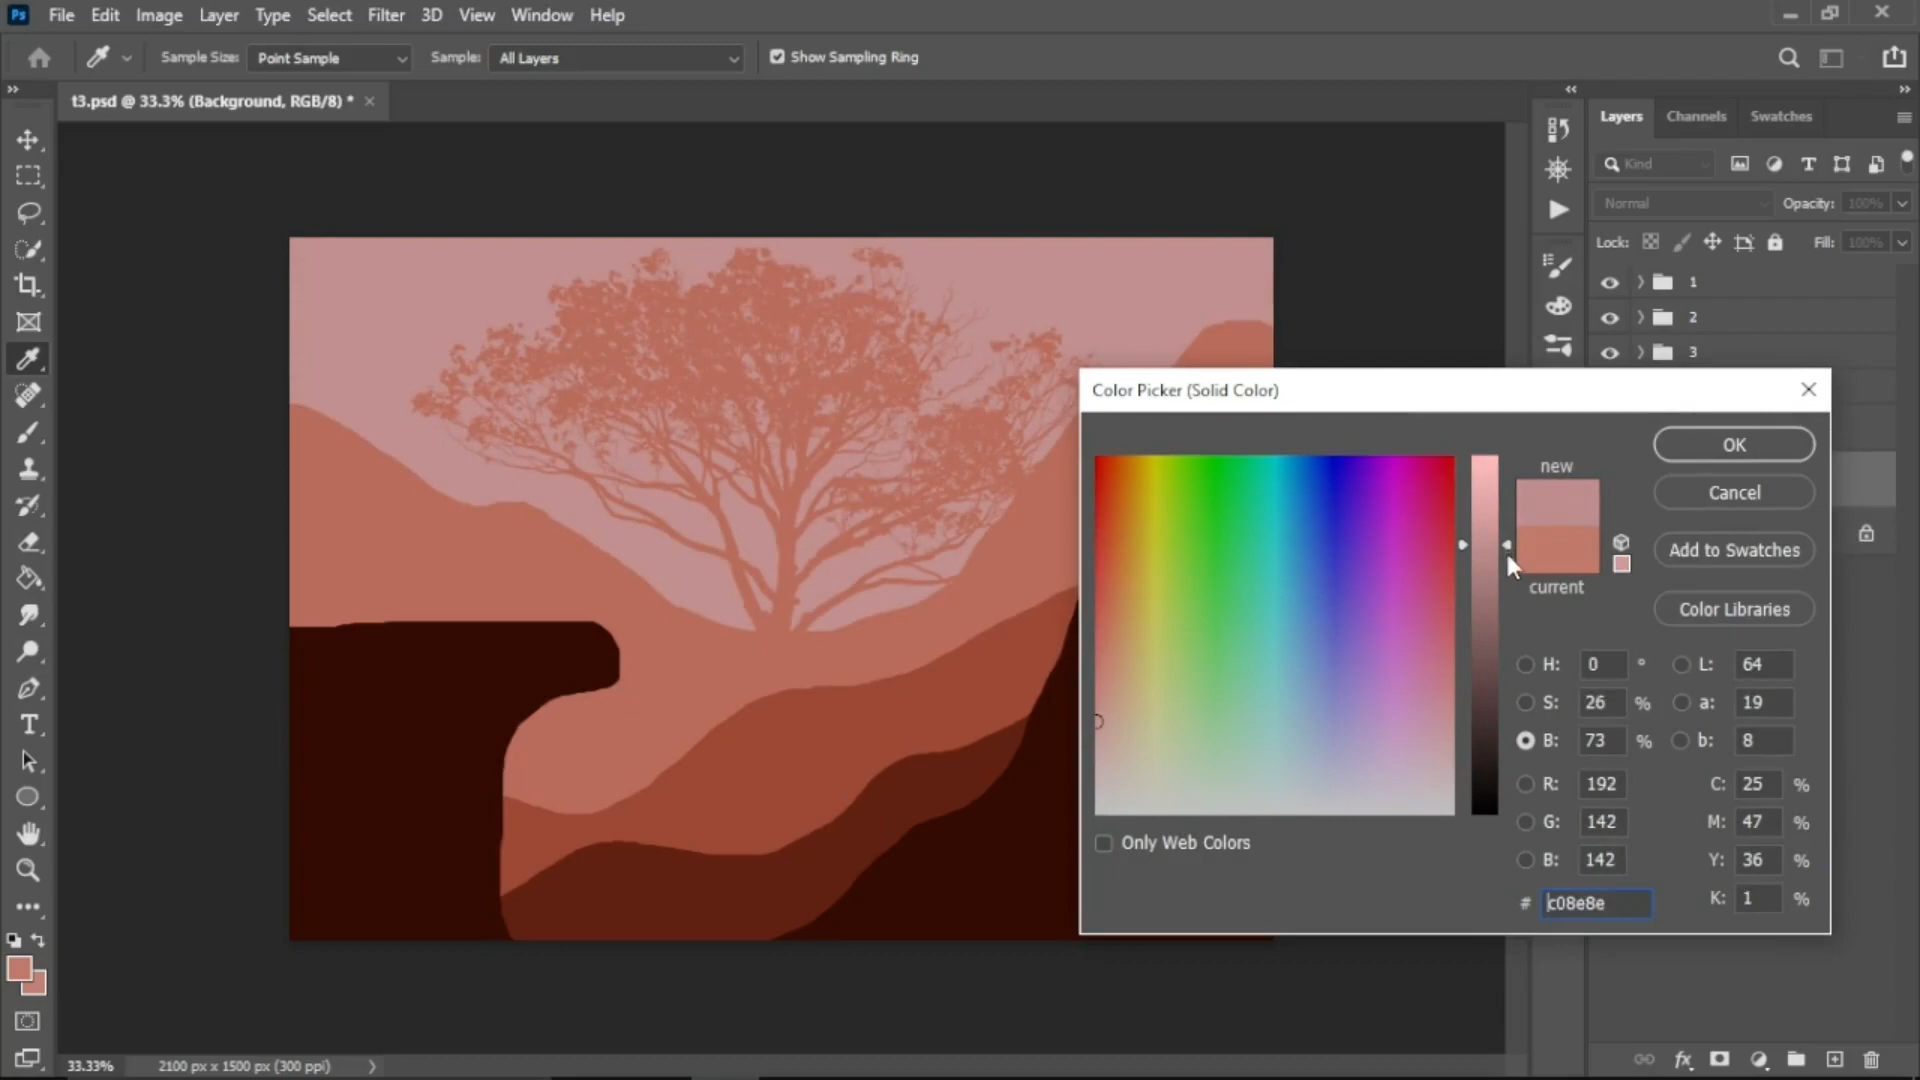 Ps File Edit Image Layer Type Select Filter 3D View Window Help
Sample Size: Point Sample Sample: All Layers Show Sampling Ring
t3.psd @ 33.3% (Background, RGB/8) *
Layers Channels Swatches
Kind
Normal Opacity: 100%
Lock: Fill: 100%
1
2
3
Color Picker (Solid Color)
OK
new
Cancel
Add to Swatches
current
Color Libraries
H: 0 ° L: 64
S: 26 % a: 19
B: 73 % b: 8
R: 192 C: 25 %
G: 142 M: 47 %
Only Web Colors
B: 142 Y: 36 %
# c08e8e K: 1 %
33.33% 2100 px x 1500 px (300 ppi)